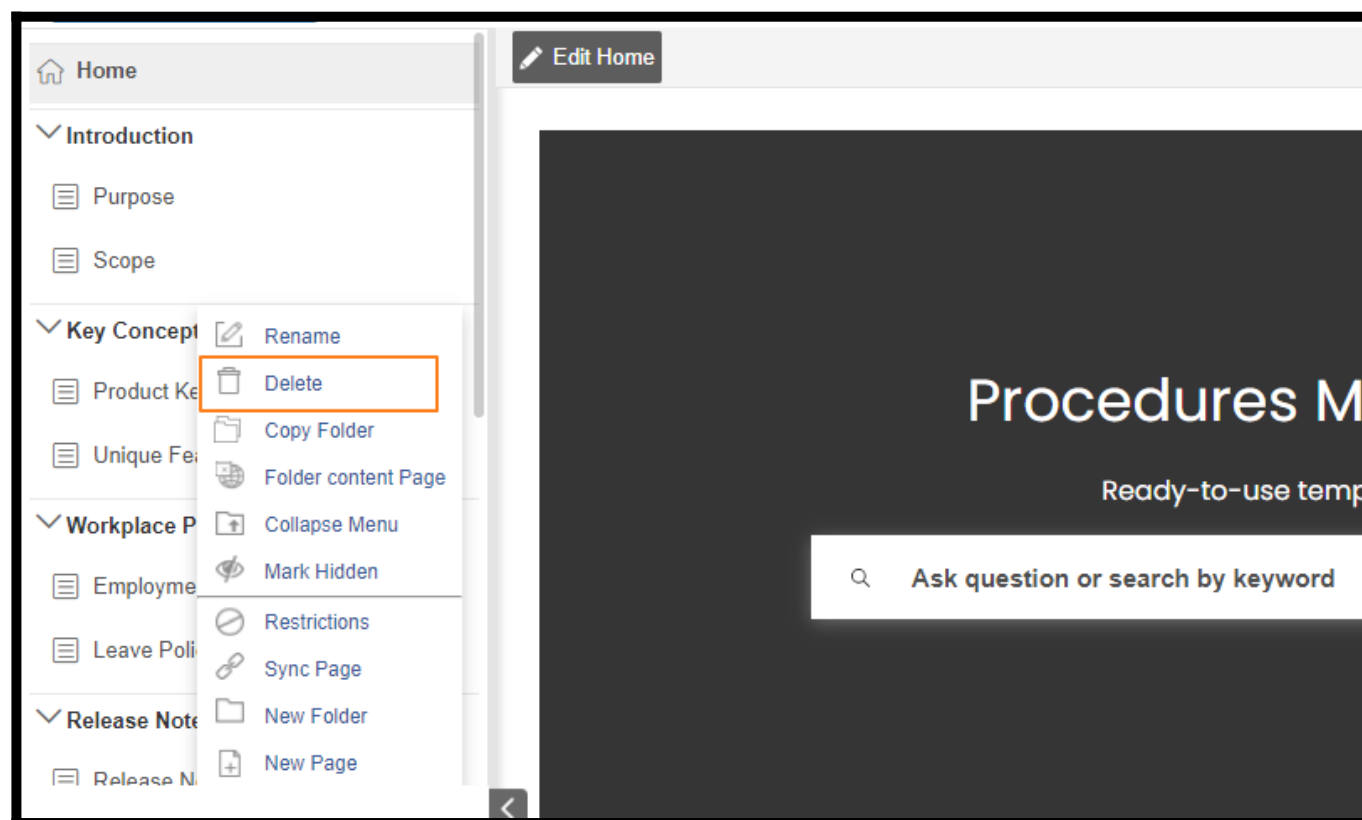 Home
Edit Home
Introduction
Purpose
Scope
Key Concept
Product Ke
Unique Fea
Workplace P
Employme
Leave Poli
Release Note
Release N
Rename
Delete
Copy Folder
Folder content Page
Collapse Menu
Mark Hidden
Restrictions
Sync Page
New Folder
New Page
Procedures M
Ready-to-use temp
Ask question or search by keyword